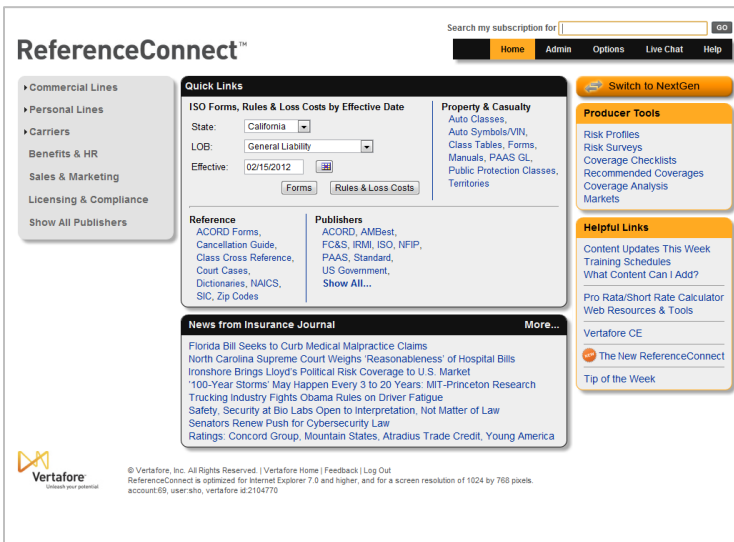 Search my subscription for
GO
ReferenceConnect™
Home Admin Options Live Chat Help
Commercial Lines
Personal Lines
Carriers
Benefits & HR
Sales & Marketing
Licensing & Compliance
Show All Publishers
Quick Links
ISO Forms, Rules & Loss Costs by Effective Date
State: California
LOB: General Liability
Effective: 02/15/2012
Forms Rules & Loss Costs
Property & Casualty
Auto Classes,
Auto Symbols/VIN,
Class Tables, Forms,
Manuals, PAAS GL,
Public Protection Classes,
Territories
Reference
ACORD Forms,
Cancellation Guide,
Class Cross Reference,
Court Cases,
Dictionaries, NAICS,
SIC, Zip Codes
Publishers
ACORD, AMBest,
FC&S, IRMI, ISO, NFIP,
PAAS, Standard,
US Government,
Show All...
News from Insurance Journal More...
Florida Bill Seeks to Curb Medical Malpractice Claims
North Carolina Supreme Court Weighs 'Reasonableness' of Hospital Bills
Ironshore Brings Lloyd's Political Risk Coverage to U.S. Market
'100-Year Storms' May Happen Every 3 to 20 Years: MIT-Princeton Research
Trucking Industry Fights Obama Rules on Driver Fatigue
Safety, Security at Bio Labs Open to Interpretation, Not Matter of Law
Senators Renew Push for Cybersecurity Law
Ratings: Concord Group, Mountain States, Atradius Trade Credit, Young America
Switch to NextGen
Producer Tools
Risk Profiles
Risk Surveys
Coverage Checklists
Recommended Coverages
Coverage Analysis
Markets
Helpful Links
Content Updates This Week
Training Schedules
What Content Can I Add?
Pro Rata/Short Rate Calculator
Web Resources & Tools
Vertafore CE
NEW The New ReferenceConnect
Tip of the Week
Vertafore
Unleash your potential
© Vertafore, Inc. All Rights Reserved. | Vertafore Home | Feedback | Log Out
ReferenceConnect is optimized for Internet Explorer 7.0 and higher, and for a screen resolution of 1024 by 768 pixels.
account:69, user:sho, vertafore id:2104770